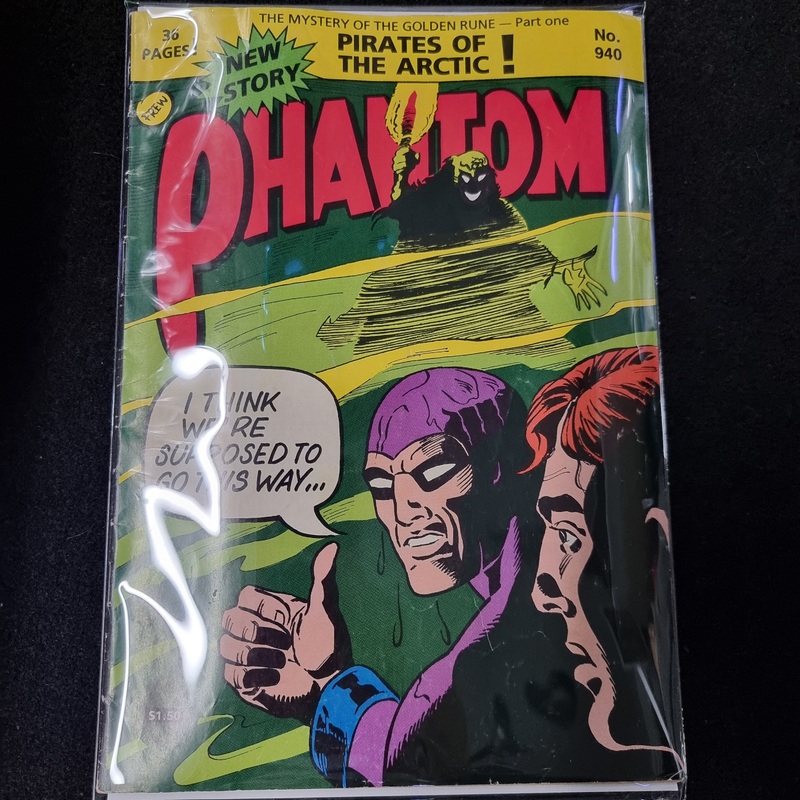 THE MYSTERY OF THE GOLDEN RUNE — Part one
36
PAGES!
PIRATES OF
THE ARCTIC!
No.
940
NEW
STORY
FREW
PHANTOM
I THINK
WE'RE
SUPPOSED TO
GO THIS WAY...
$1.50